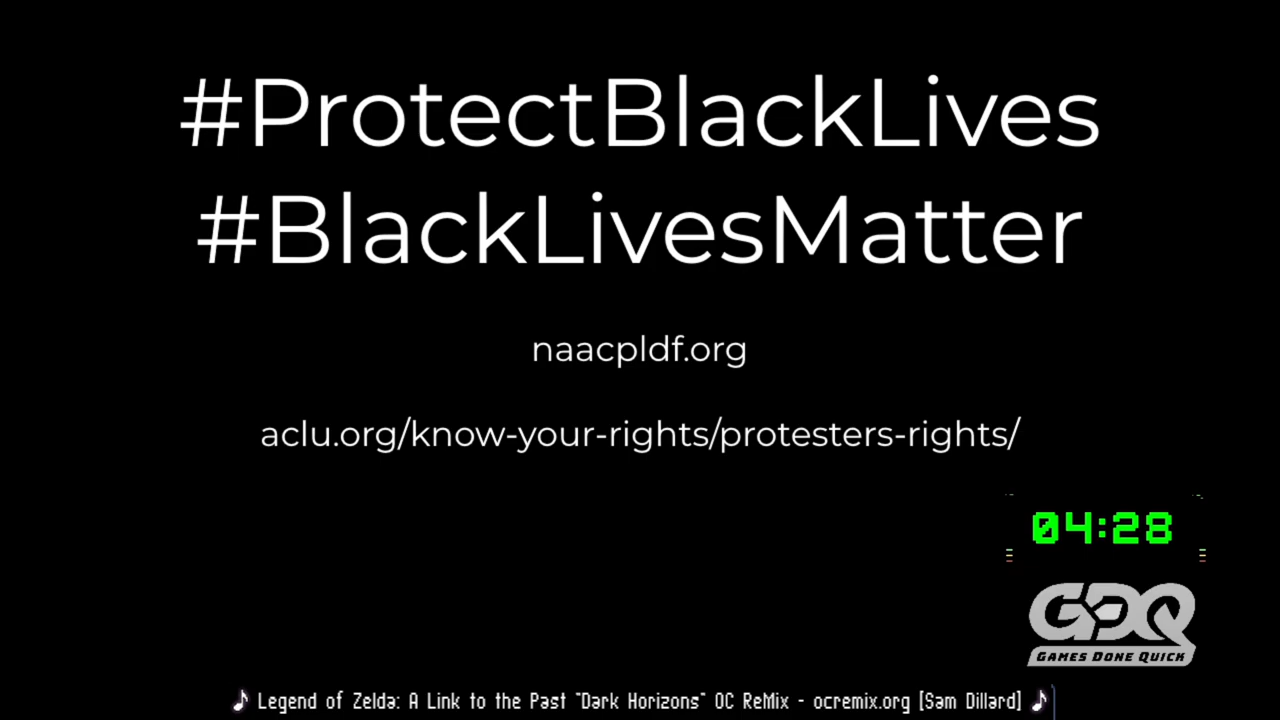 #ProtectBlackLives
#BlackLivesMatter
naacpldf.org
aclu.org/know-your-rights/protesters-rights/
04:28
GDQ
GAMES DONE QUICK
♪ Legend of Zelda: A Link to the Past "Dark Horizons" OC ReMix - ocremix.org [Sam Dillard] ♪